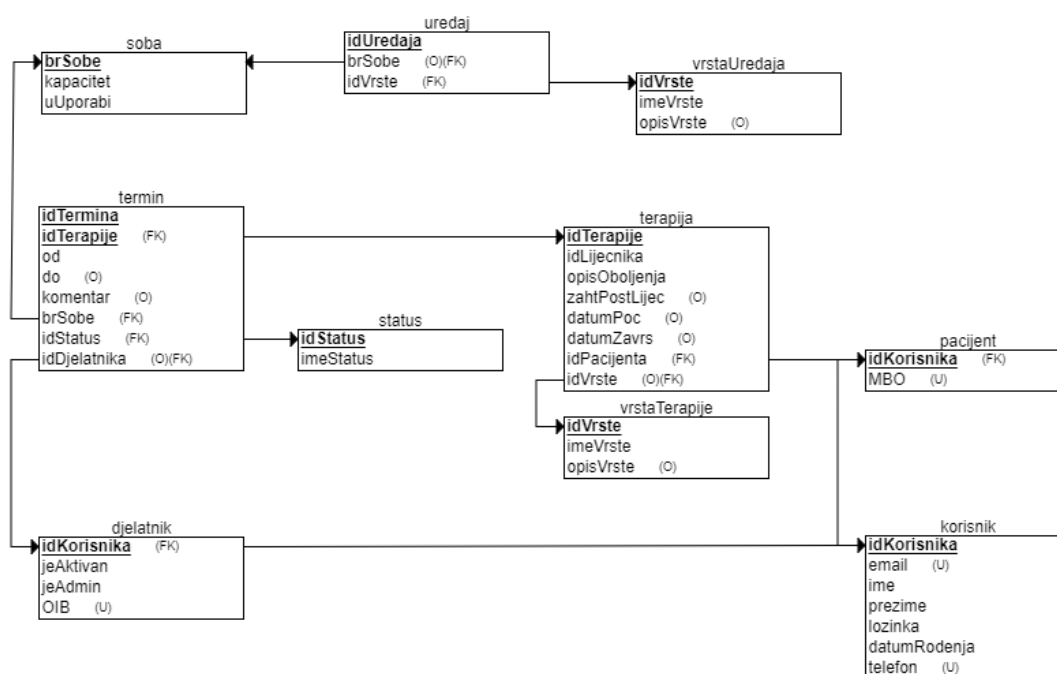 uredaj
idUredaja
brSobe (O)(FK)
idVrste (FK)
soba
brSobe
kapacitet
uUporabi
vrstaUredaja
idVrste
imeVrste
opisVrste (O)
termin
idTermina
idTerapije (FK)
od
do (O)
komentar (O)
brSobe (FK)
idStatus (FK)
idDjelatnika (O)(FK)
terapija
idTerapije
idLijecnika
opisOboljenja
zahtPostLijec (O)
datumPoc (O)
datumZavrs (O)
idPacijenta (FK)
idVrste (O)(FK)
status
idStatus
imeStatus
pacijent
idKorisnika (FK)
MBO (U)
vrstaTerapije
idVrste
imeVrste
opisVrste (O)
djelatnik
idKorisnika (FK)
jeAktivan
jeAdmin
OIB (U)
korisnik
idKorisnika
email (U)
ime
prezime
lozinka
datumRodenja
telefon (U)